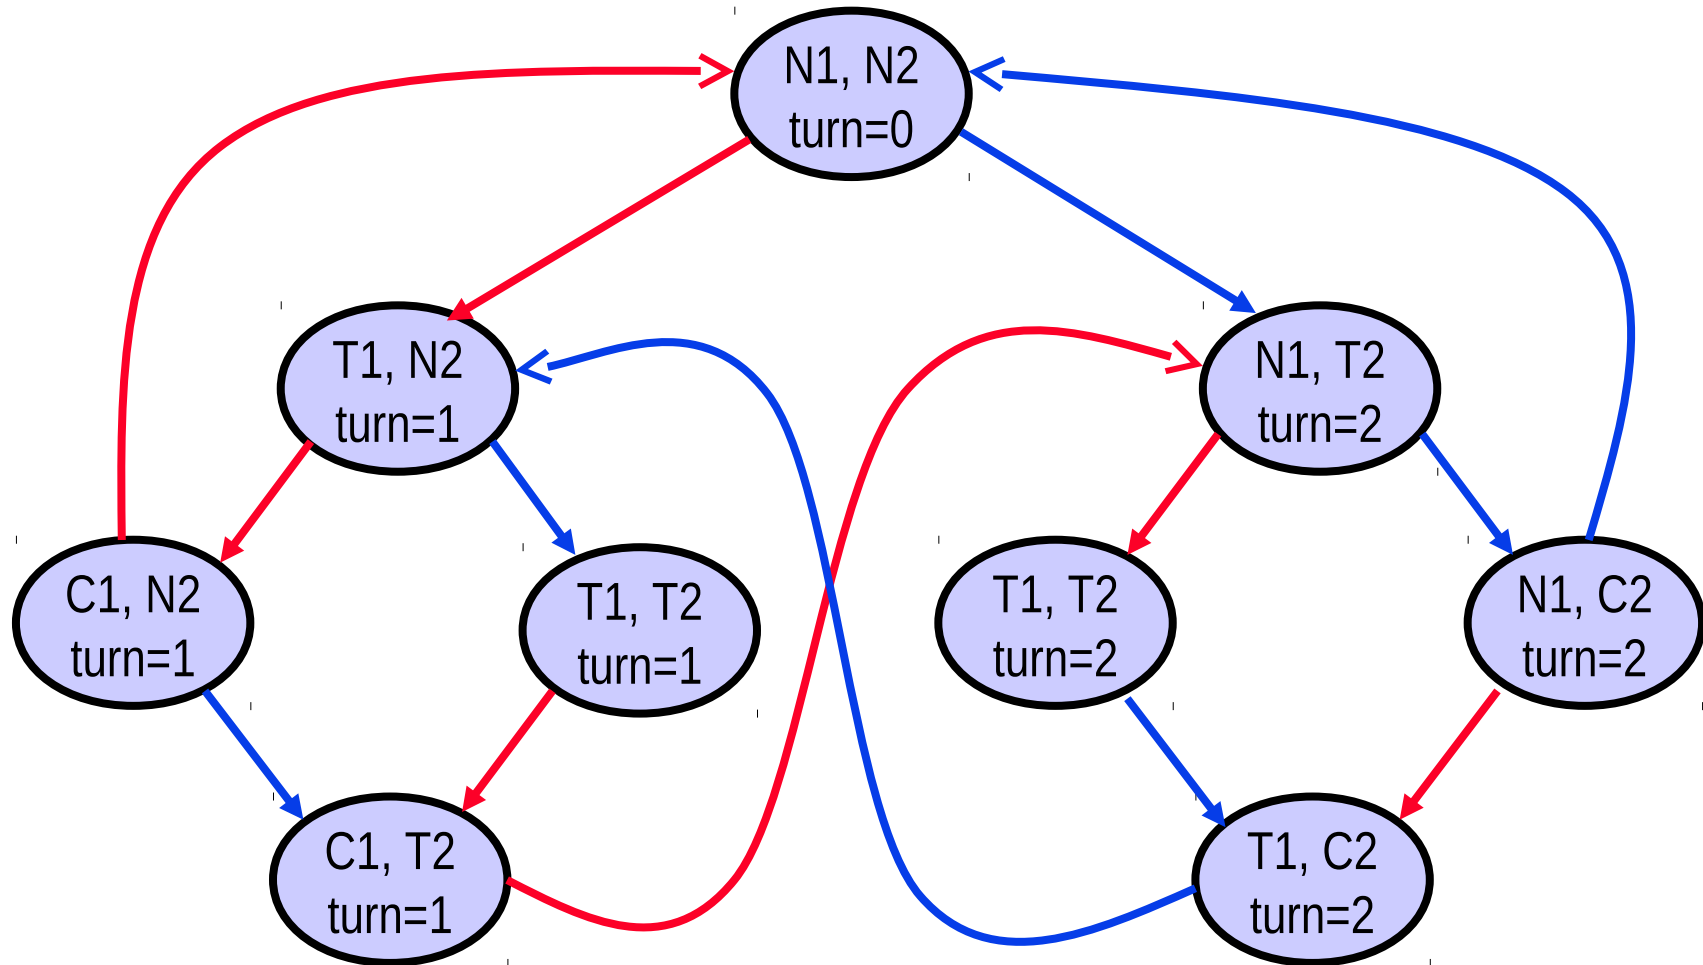 N1, N2
turn=0
T1, N2
turn=1
N1, T2
turn=2
C1, N2
turn=1
T1, T2
turn=1
T1, T2
turn=2
N1, C2
turn=2
C1, T2
turn=1
T1, C2
turn=2